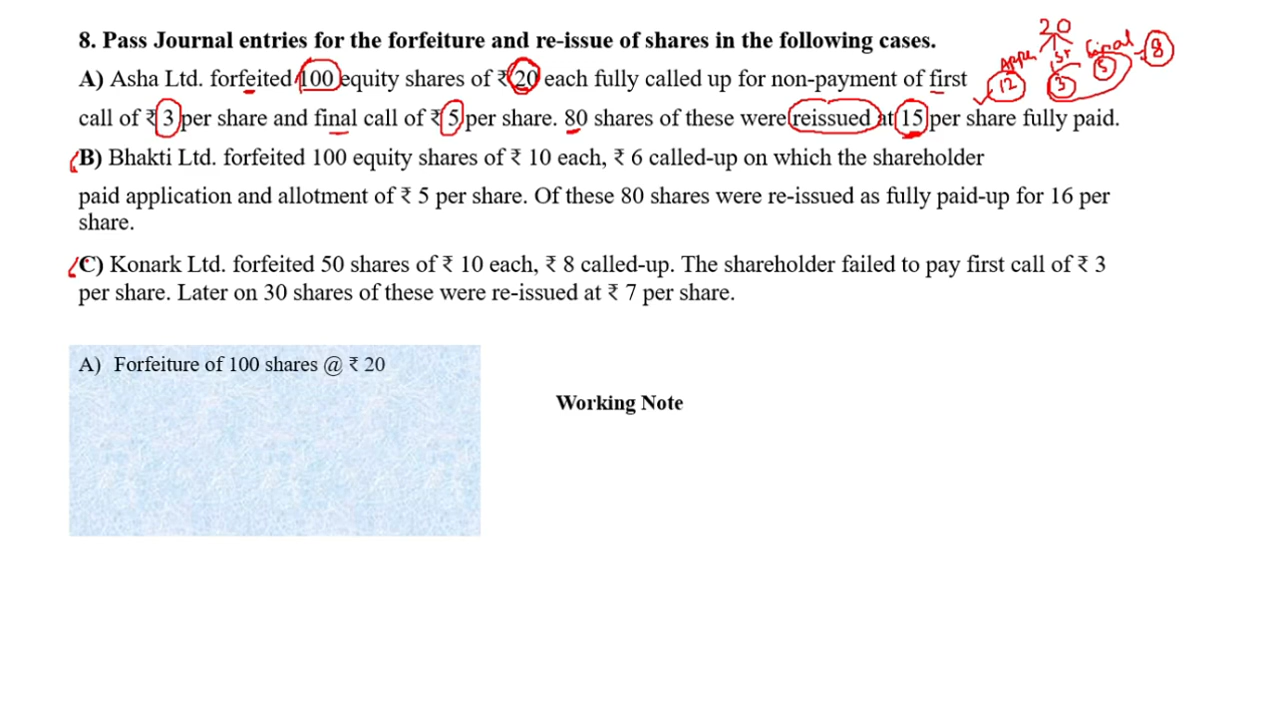 8. Pass Journal entries for the forfeiture and re-issue of shares in the following cases.
20
Appn 1st final
12 3 5 8
A) Asha Ltd. forfeited 100 equity shares of ₹ 20 each fully called up for non-payment of first
call of ₹ 3 per share and final call of ₹ 5 per share. 80 shares of these were reissued at 15 per share fully paid.
B) Bhakti Ltd. forfeited 100 equity shares of ₹ 10 each, ₹ 6 called-up on which the shareholder
paid application and allotment of ₹ 5 per share. Of these 80 shares were re-issued as fully paid-up for 16 per
share.
C) Konark Ltd. forfeited 50 shares of ₹ 10 each, ₹ 8 called-up. The shareholder failed to pay first call of ₹ 3
per share. Later on 30 shares of these were re-issued at ₹ 7 per share.
A) Forfeiture of 100 shares @ ₹ 20
Working Note